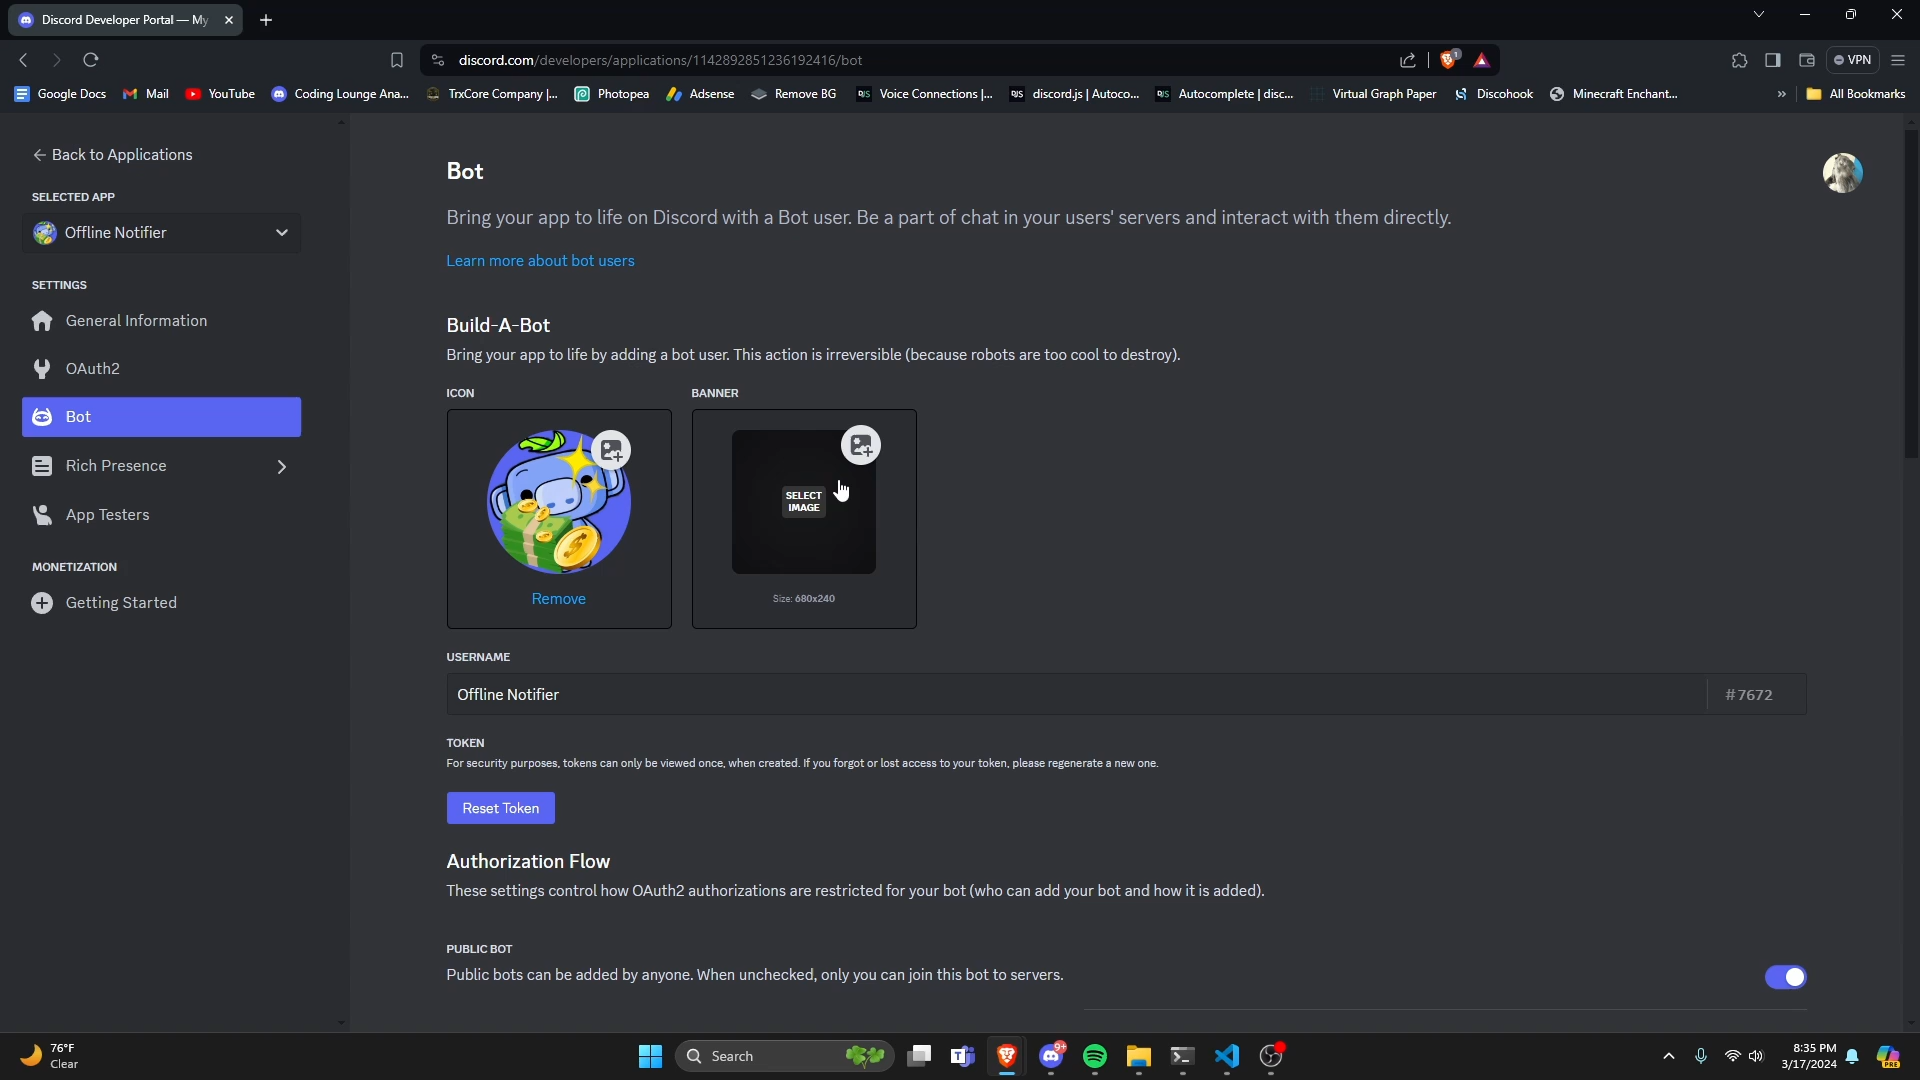 Discord Developer Portal — My
discord.com/developers/applications/1142892851236192416/bot
1
VPN
Google Docs
Mail
YouTube
Coding Lounge Ana...
TrxCore Company |...
Photopea
Adsense
Remove BG
Voice Connections |...
discord.js | Autoco...
Autocomplete | disc...
Virtual Graph Paper
Discohook
Minecraft Enchant...
»
All Bookmarks
Back to Applications
SELECTED APP
Offline Notifier
SETTINGS
General Information
OAuth2
Bot
Rich Presence
App Testers
MONETIZATION
Getting Started
Bot
Bring your app to life on Discord with a Bot user. Be a part of chat in your users' servers and interact with them directly.
Learn more about bot users
Build-A-Bot
Bring your app to life by adding a bot user. This action is irreversible (because robots are too cool to destroy).
ICON
BANNER
SELECT
IMAGE
Remove
Size: 680x240
USERNAME
Offline Notifier
#7672
TOKEN
For security purposes, tokens can only be viewed once, when created. If you forgot or lost access to your token, please regenerate a new one.
Reset Token
Authorization Flow
These settings control how OAuth2 authorizations are restricted for your bot (who can add your bot and how it is added).
PUBLIC BOT
Public bots can be added by anyone. When unchecked, only you can join this bot to servers.
76°F
Clear
Search
9+
8:35 PM
3/17/2024
PRE